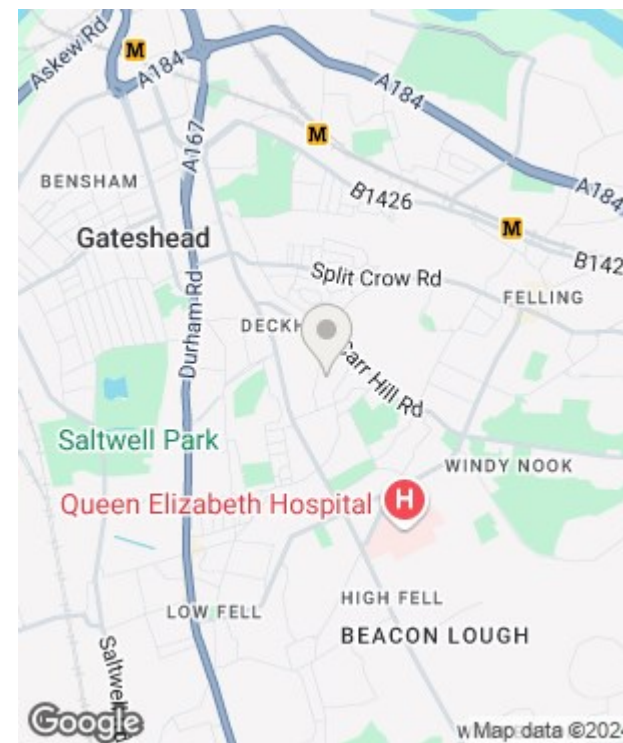 Askew Rd
M
A184
A184
A167
M
BENSHAM
B1426
A184
Gateshead
M
B142
Split Crow Rd
FELLING
Durham Rd
DECKH
Carr Hill Rd
Saltwell Park
WINDY NOOK
Queen Elizabeth Hospital
H
LOW FELL
HIGH FELL
BEACON LOUGH
Saltwell
Google
Map data ©2024